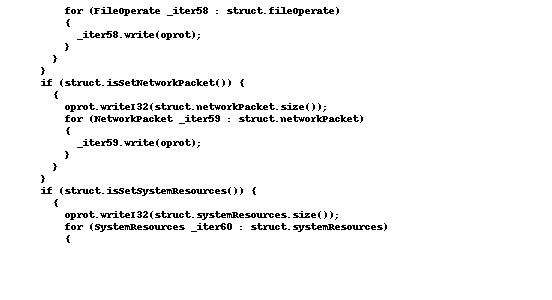 for (FileOperate _iter58 : struct.fileOperate)
{
_iter58.write(oprot);
}
}
}
if (struct.isSetNetworkPacket()) {
{
oprot.writeI32(struct.networkPacket.size());
for (NetworkPacket _iter59 : struct.networkPacket)
{
_iter59.write(oprot);
}
}
}
if (struct.isSetSystemResources()) {
{
oprot.writeI32(struct.systemResources.size());
for (SystemResources _iter60 : struct.systemResources)
{